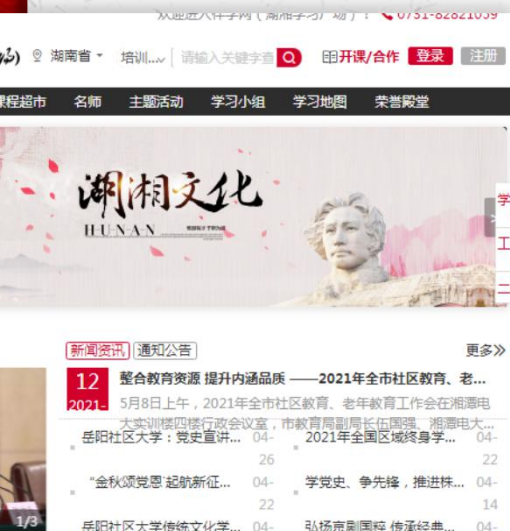 欢迎进入伴学网(湖湘学习广场)! 0731-82821059
湖南省 培训... 请输入关键字查 开课/合作 登录 注册
课程超市 名师 主题活动 学习小组 学习地图 荣誉殿堂
湖湘文化
H-U-N-A-N
学
工
二
新闻资讯 通知公告 更多
12 整合教育资源 提升内涵品质 ——2021年全市社区教育、老...
2021- 5月8日上午,2021年全市社区教育、老年教育工作会在湘潭电
大实训楼四楼行政会议室,市教育局副局长伍国强、湘潭电大...
岳阳社区大学:党史宣讲... 04-26
2021年全国区域终身学... 04-22
“金秋颂党恩 起航新征... 04-22
学党史、争先锋,推进株... 04-14
岳阳社区大学传统文化学... 04-
弘扬京剧国粹 传承经典... 04-
1/3